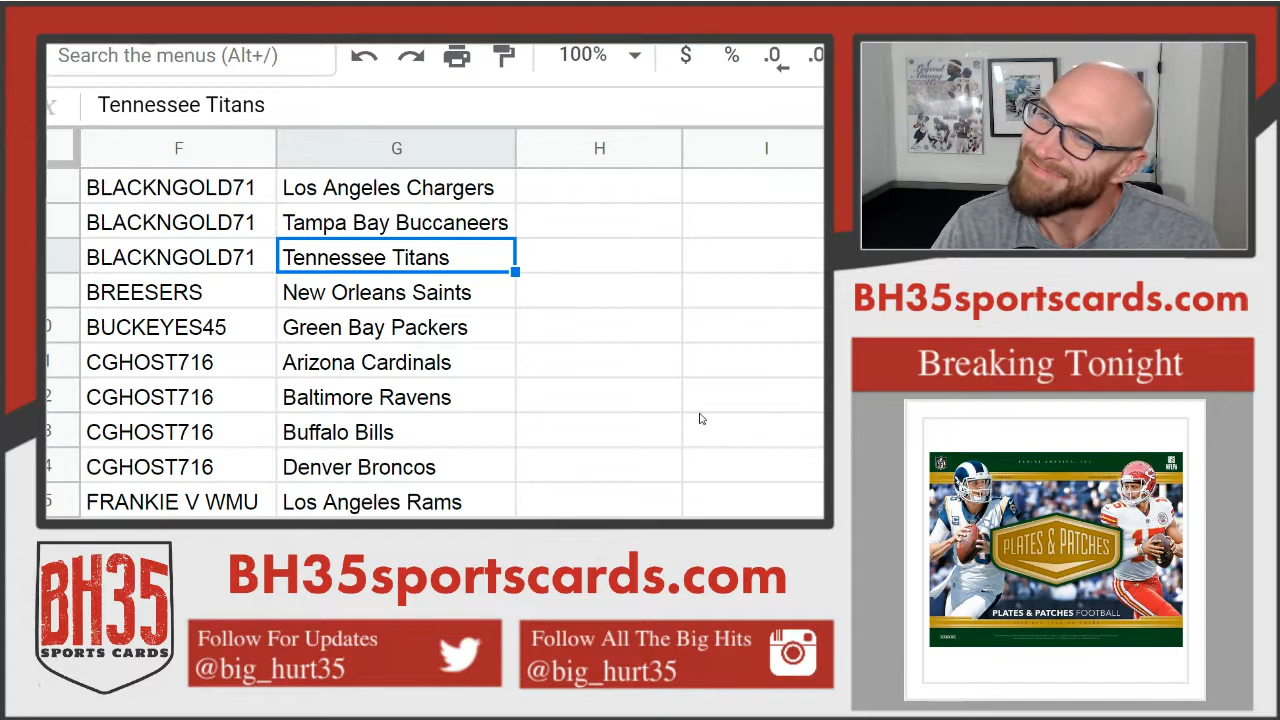 Search the menus (Alt+/)
100%
$ % .0 .0
Tennessee Titans
F G H I
BLACKNGOLD71 Los Angeles Chargers
BLACKNGOLD71 Tampa Bay Buccaneers
BLACKNGOLD71 Tennessee Titans
BREESERS New Orleans Saints
BUCKEYES45 Green Bay Packers
CGHOST716 Arizona Cardinals
CGHOST716 Baltimore Ravens
CGHOST716 Buffalo Bills
CGHOST716 Denver Broncos
FRANKIE V WMU Los Angeles Rams
BH35sportscards.com
Breaking Tonight
PLATES & PATCHES
PLATES & PATCHES FOOTBALL
BH35
SPORTS CARDS
BH35sportscards.com
Follow For Updates
@big_hurt35
Follow All The Big Hits
@big_hurt35